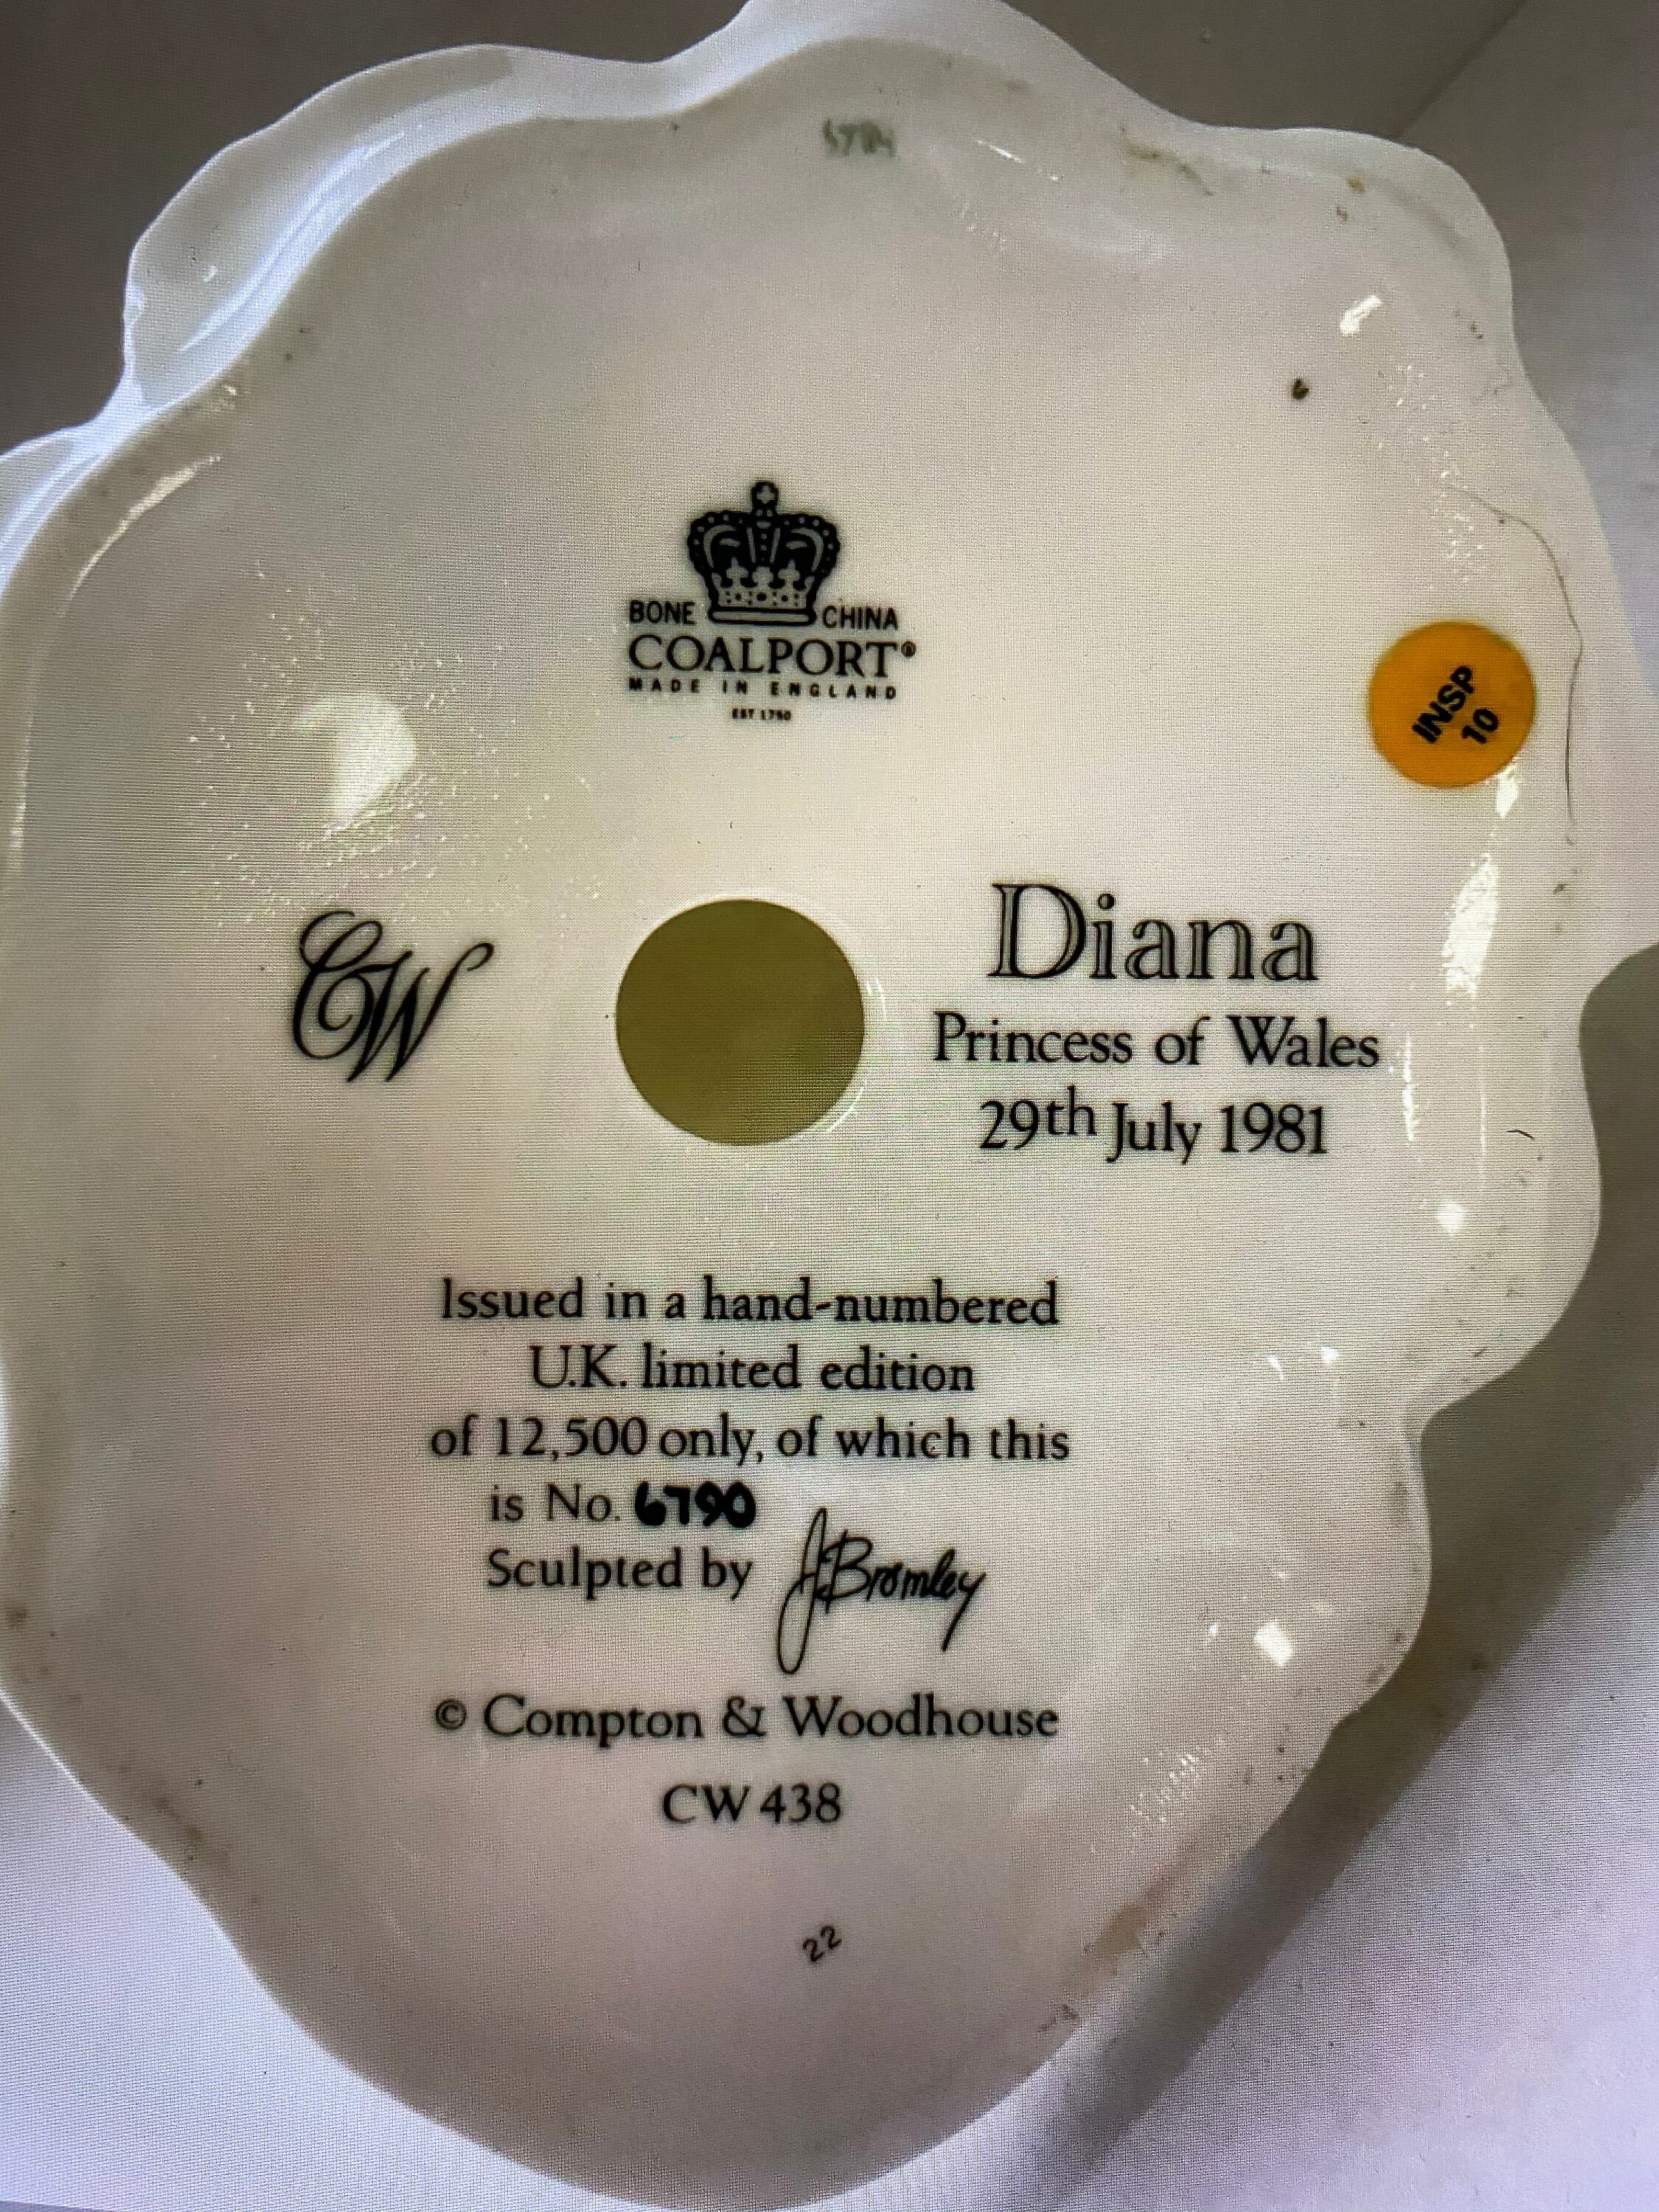 BONE CHINA
COALPORT®
MADE IN ENGLAND
EST 1750
INSP
10
CW
Diana
Princess of Wales
29th July 1981
Issued in a hand-numbered
U.K. limited edition
of 12,500 only, of which this
is No. 6790
Sculpted by J. Bromley
© Compton & Woodhouse
CW 438
22